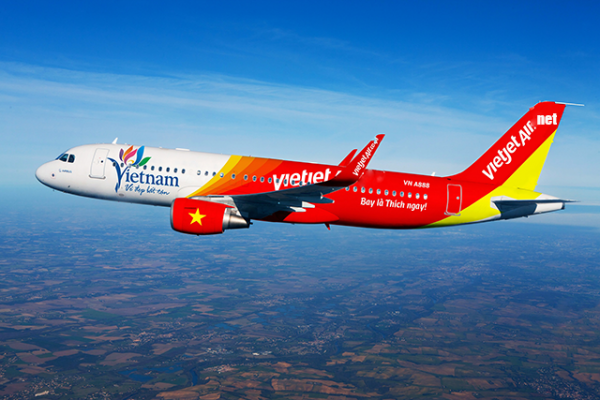 Vietnam
Vẻ đẹp bất tận
vietjet
vietjetAir.com
VN A888
Bay là Thích ngay!
vietjetAir.net